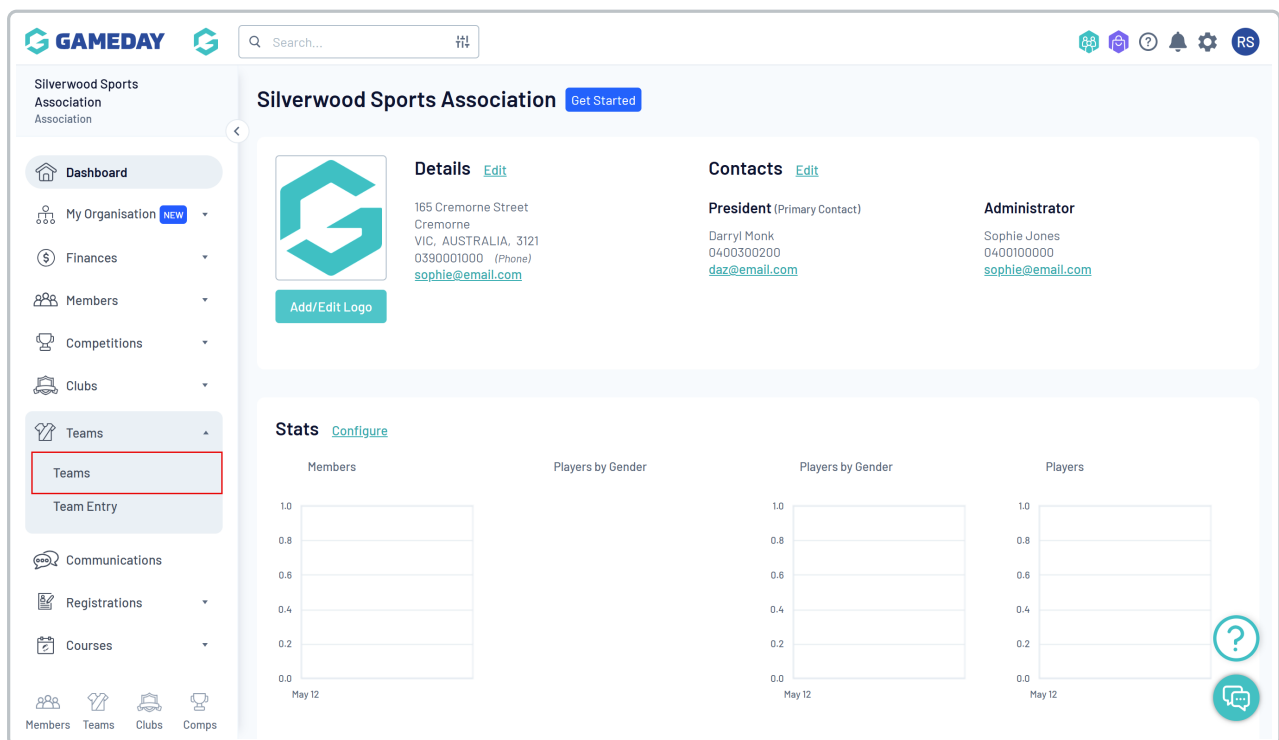 GAMEDAY
Search...
RS
Silverwood Sports
Association
Association
Dashboard
My Organisation NEW
Finances
Members
Competitions
Clubs
Teams
Teams
Team Entry
Communications
Registrations
Courses
Members Teams Clubs Comps
Silverwood Sports Association Get Started
Add/Edit Logo
Details Edit
165 Cremorne Street
Cremorne
VIC, AUSTRALIA, 3121
0390001000 (Phone)
sophie@email.com
Contacts Edit
President (Primary Contact)
Darryl Monk
0400300200
daz@email.com
Administrator
Sophie Jones
0400100000
sophie@email.com
Stats Configure
Members
1.0
0.8
0.6
0.4
0.2
0.0
May 12
Players by Gender
Players by Gender
1.0
0.8
0.6
0.4
0.2
0.0
May 12
Players
1.0
0.8
0.6
0.4
0.2
0.0
May 12